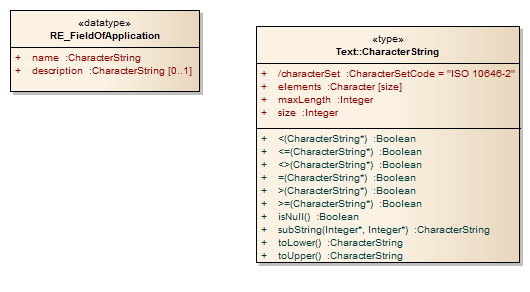 «datatype»
RE_FieldOfApplication
+ name :CharacterString
+ description :CharacterString [0..1]
«type»
Text::CharacterString
+ /characterSet :CharacterSetCode = "ISO 10646-2"
+ elements :Character [size]
+ maxLength :Integer
+ size :Integer
+ <(CharacterString*) :Boolean
+ <=(CharacterString*) :Boolean
+ <>(CharacterString*) :Boolean
+ =(CharacterString*) :Boolean
+ >(CharacterString*) :Boolean
+ >=(CharacterString*) :Boolean
+ isNull() :Boolean
+ subString(Integer*, Integer*) :CharacterString
+ toLower() :CharacterString
+ toUpper() :CharacterString